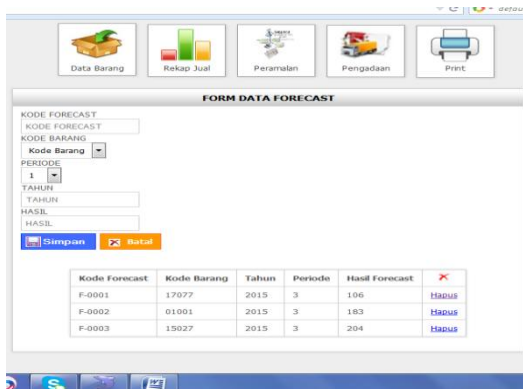 Data Barang Rekap Jual Peramalan Pengadaan Print
FORM DATA FORECAST
KODE FORECAST
KODE FORECAST
KODE BARANG
Kode Barang
PERIODE
1
TAHUN
TAHUN
HASIL
HASIL
Simpan Batal
Kode Forecast Kode Barang Tahun Periode Hasil Forecast
F-0001 17077 2015 3 106 Hapus
F-0002 01001 2015 3 183 Hapus
F-0003 15027 2015 3 204 Hapus